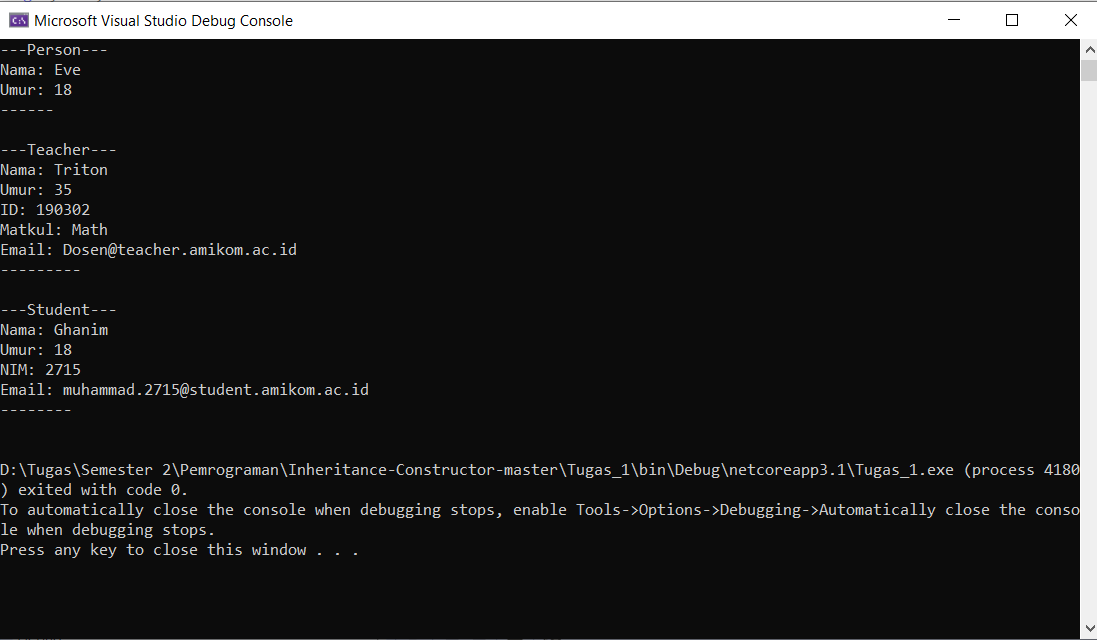 Microsoft Visual Studio Debug Console
---Person---
Nama: Eve
Umur: 18
------
---Teacher---
Nama: Triton
Umur: 35
ID: 190302
Matkul: Math
Email: Dosen@teacher.amikom.ac.id
---------
---Student---
Nama: Ghanim
Umur: 18
NIM: 2715
Email: muhammad.2715@student.amikom.ac.id
--------
D:\Tugas\Semester 2\Pemrograman\Inheritance-Constructor-master\Tugas_1\bin\Debug\netcoreapp3.1\Tugas_1.exe (process 4180
) exited with code 0.
To automatically close the console when debugging stops, enable Tools->Options->Debugging->Automatically close the conso
le when debugging stops.
Press any key to close this window . . .